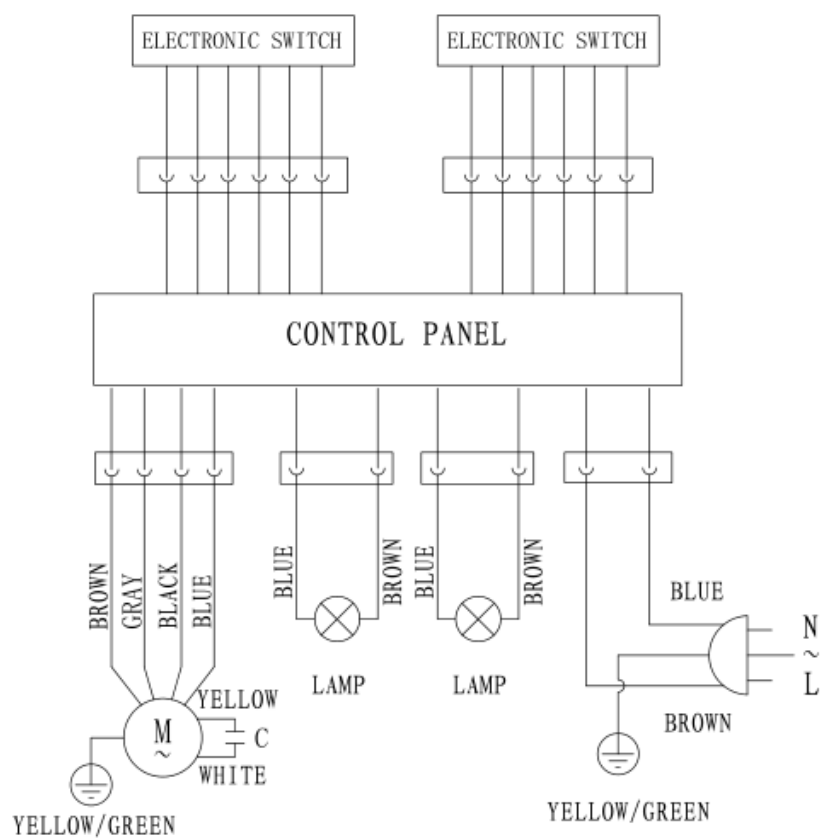 ELECTRONIC SWITCH
ELECTRONIC SWITCH
CONTROL PANEL
BROWN
GRAY
BLACK
BLUE
BLUE
BROWN
BLUE
BROWN
BLUE
N
~
L
BROWN
LAMP
LAMP
YELLOW
M
~
C
WHITE
YELLOW/GREEN
YELLOW/GREEN